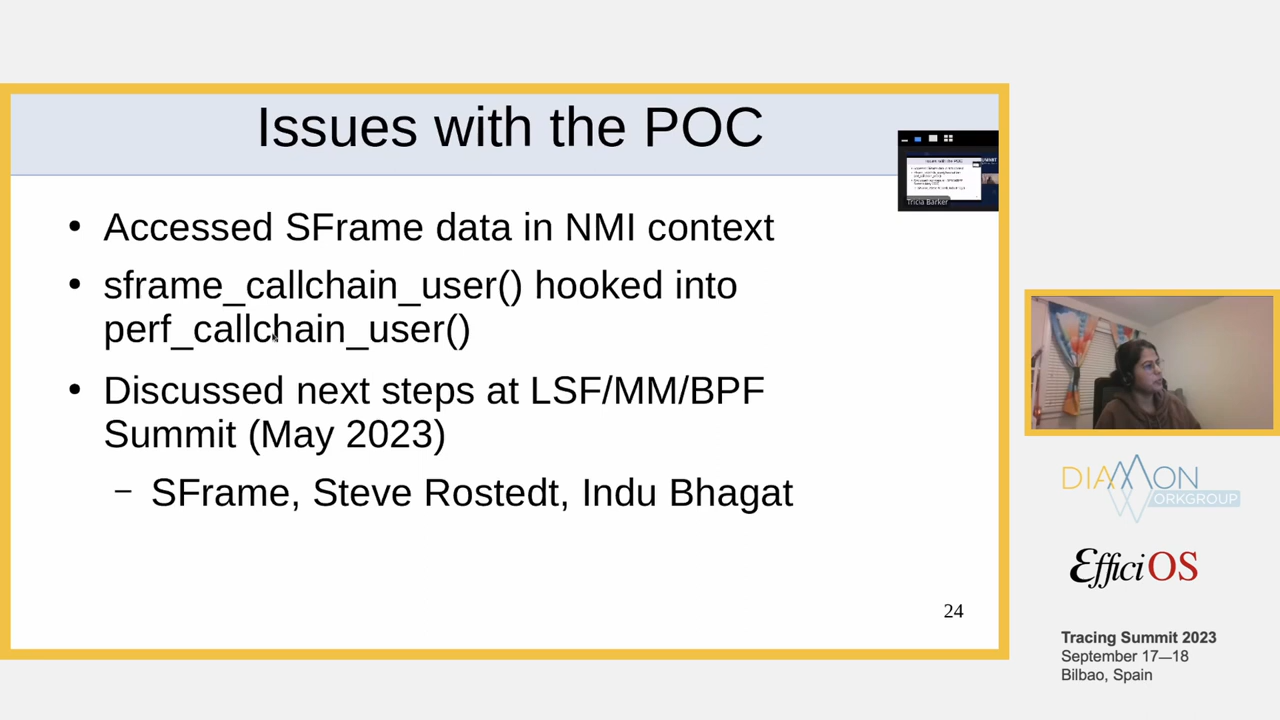 Issues with the POC
Accessed SFrame data in NMI context
sframe_callchain_user() hooked into
perf_callchain_user()
Discussed next steps at LSF/MM/BPF
Summit (May 2023)
– SFrame, Steve Rostedt, Indu Bhagat
24
Tricia Barker
DIAMON
WORKGROUP
EfficiOS
Tracing Summit 2023
September 17—18
Bilbao, Spain